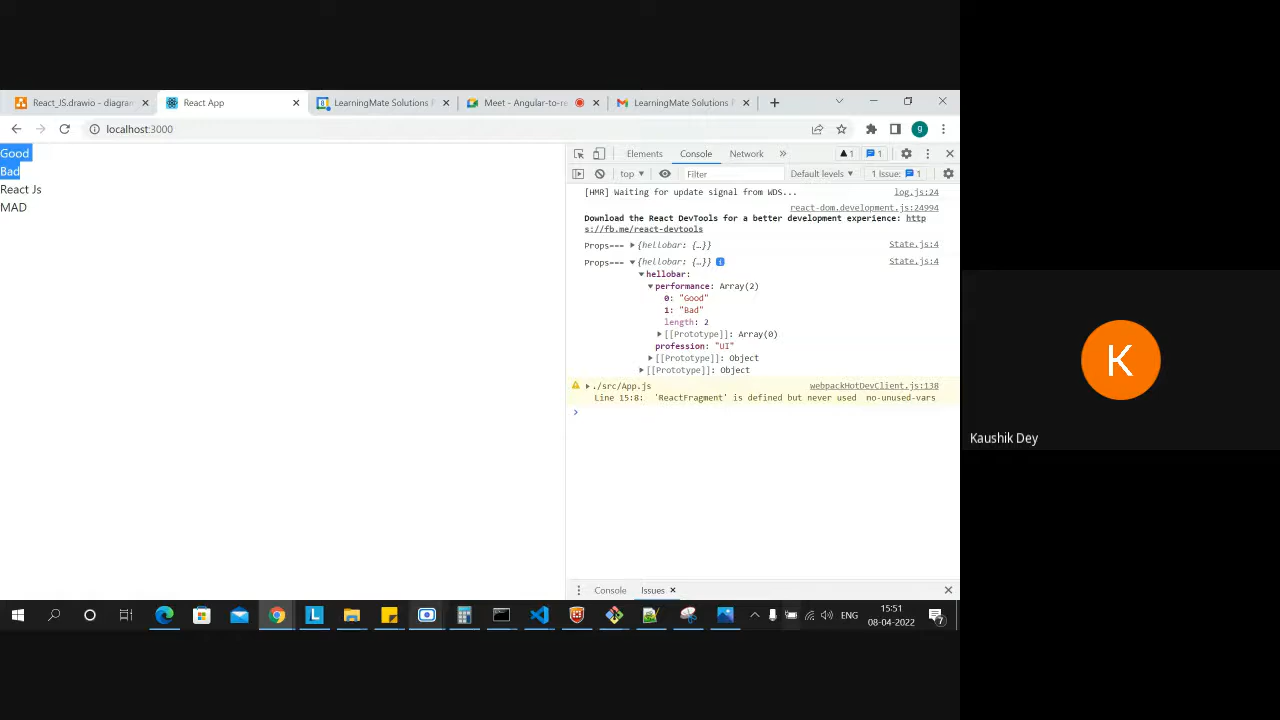 React_JS.drawio - diagram
React App
LearningMate Solutions P
Meet - Angular-to-re
LearningMate Solutions P
localhost:3000
g
Good
Bad
React Js
MAD
Elements
Console
Network
»
1
1
top
Filter
Default levels
1 Issue:
1
[HMR] Waiting for update signal from WDS...
log.js:24
react-dom.development.js:24994
Download the React DevTools for a better development experience: http
s://fb.me/react-devtools
Props=== {hellobar: {…}}
State.js:4
Props=== {hellobar: {…}}
State.js:4
hellobar:
performance: Array(2)
0: "Good"
1: "Bad"
length: 2
[[Prototype]]: Array(0)
profession: "UI"
[[Prototype]]: Object
[[Prototype]]: Object
./src/App.js
webpackHotDevClient.js:138
Line 15:8: 'ReactFragment' is defined but never used no-unused-vars
Console
Issues
L
ENG
15:51
08-04-2022
7
K
Kaushik Dey